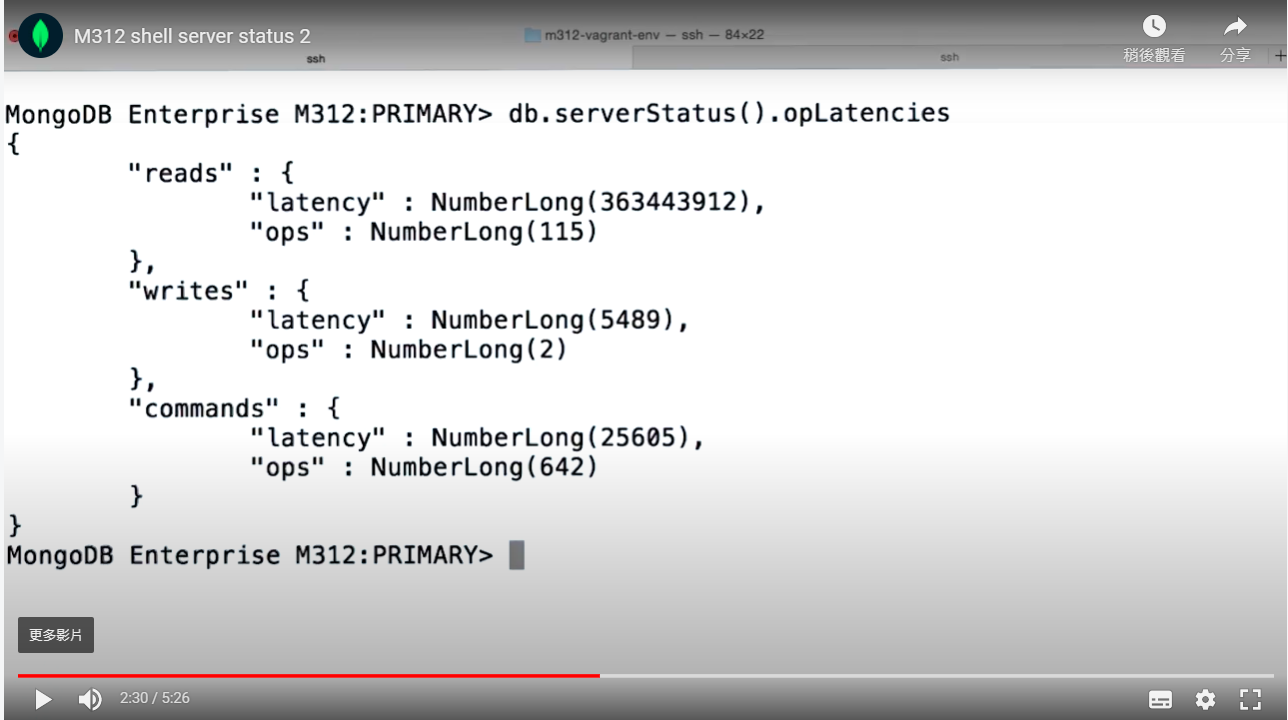 M312 shell server status 2
m312-vagrant-env — ssh — 84×22
稍後觀看
分享
ssh
ssh
+
MongoDB Enterprise M312:PRIMARY> db.serverStatus().opLatencies
{
"reads" : {
"latency" : NumberLong(363443912),
"ops" : NumberLong(115)
},
"writes" : {
"latency" : NumberLong(5489),
"ops" : NumberLong(2)
},
"commands" : {
"latency" : NumberLong(25605),
"ops" : NumberLong(642)
}
}
MongoDB Enterprise M312:PRIMARY>
更多影片
2:30 / 5:26